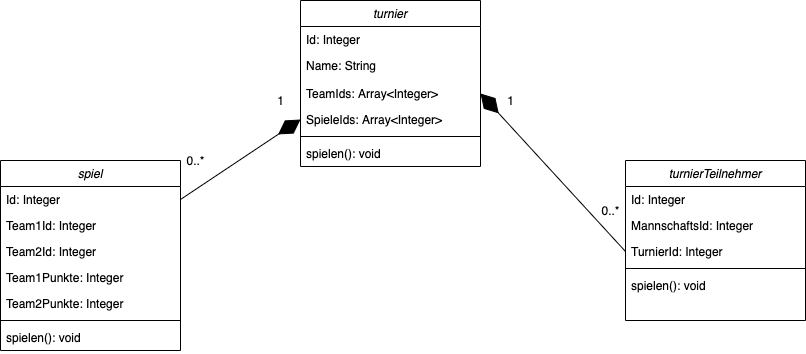 turnier
Id: Integer
Name: String
TeamIds: Array<Integer>
SpieleIds: Array<Integer>
spielen(): void
1
1
0..*
0..*
spiel
Id: Integer
Team1Id: Integer
Team2Id: Integer
Team1Punkte: Integer
Team2Punkte: Integer
spielen(): void
turnierTeilnehmer
Id: Integer
MannschaftsId: Integer
TurnierId: Integer
spielen(): void